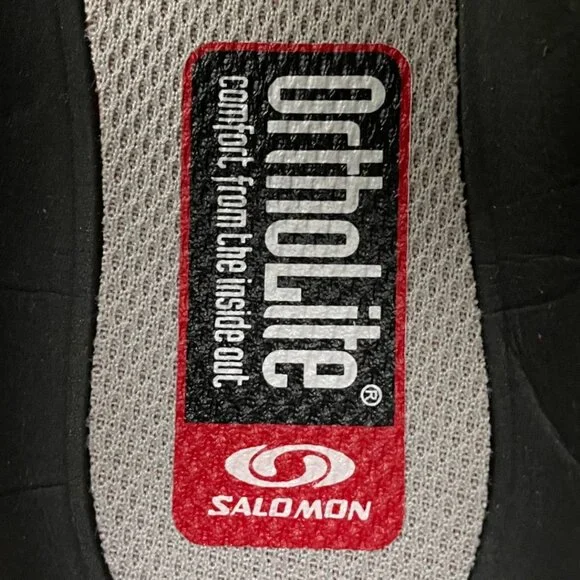 OrthoLite®
comfort from the inside out
SALOMON